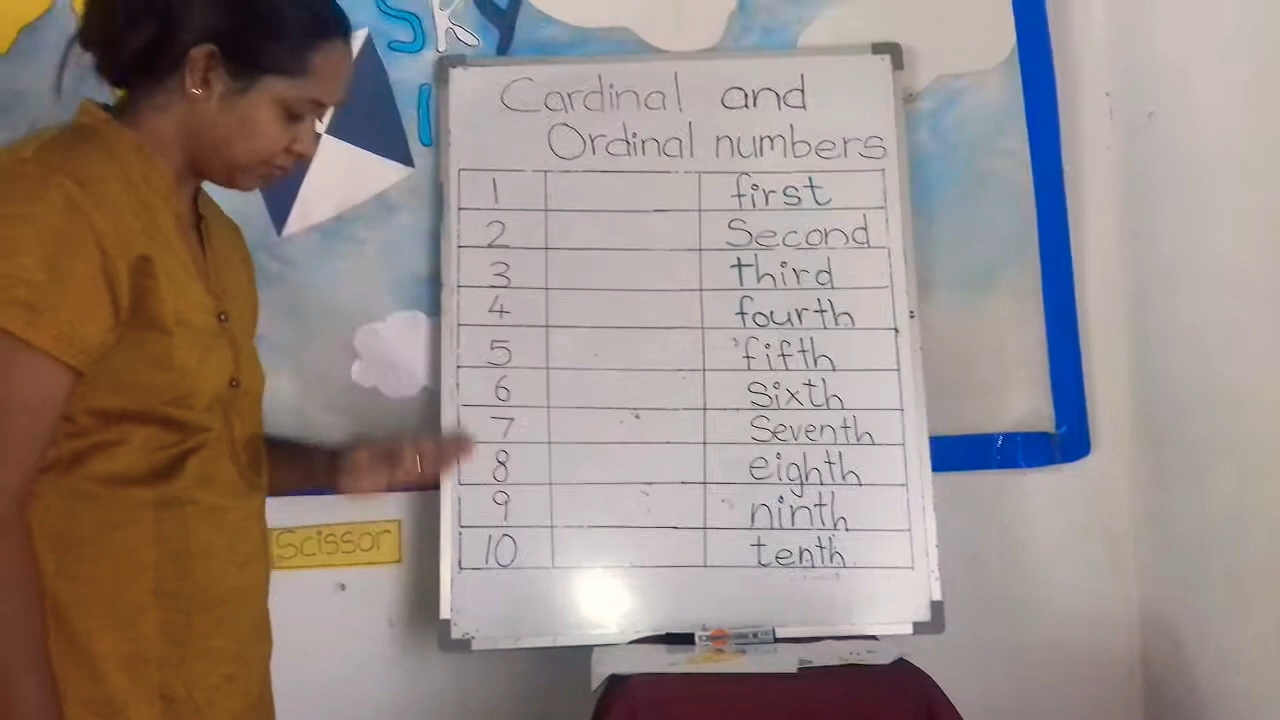 Sk
Cardinal and
Ordinal numbers
1 first
2 Second
3 third
4 fourth
5 fifth
6 Sixth
7 Seventh
8 eighth
9 ninth
10 tenth
Scissor